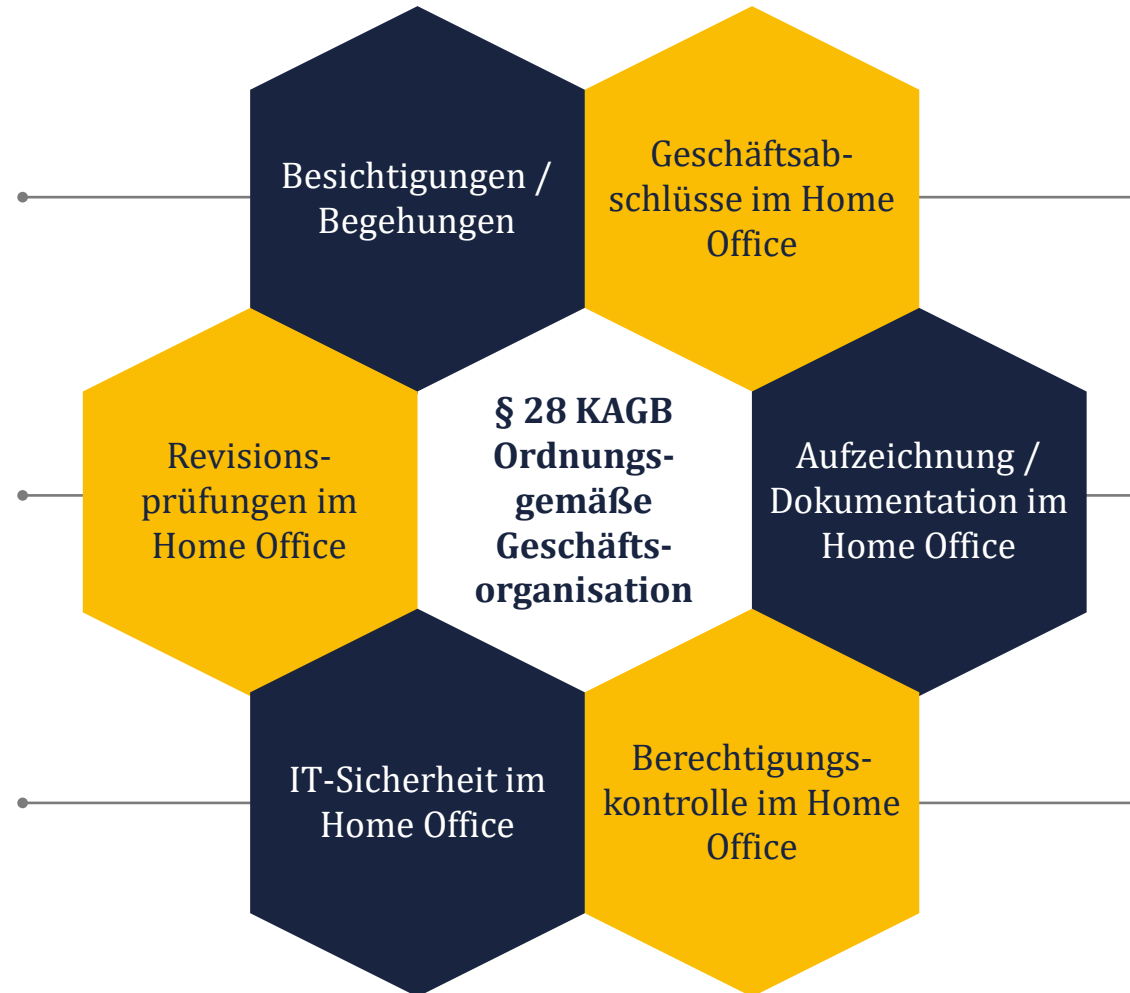 Besichtigungen /
Begehungen
Geschäftsab-
schlüsse im Home
Office
Revisions-
prüfungen im
Home Office
§ 28 KAGB
Ordnungs-
gemäße
Geschäfts-
organisation
Aufzeichnung /
Dokumentation im
Home Office
IT-Sicherheit im
Home Office
Berechtigungs-
kontrolle im Home
Office